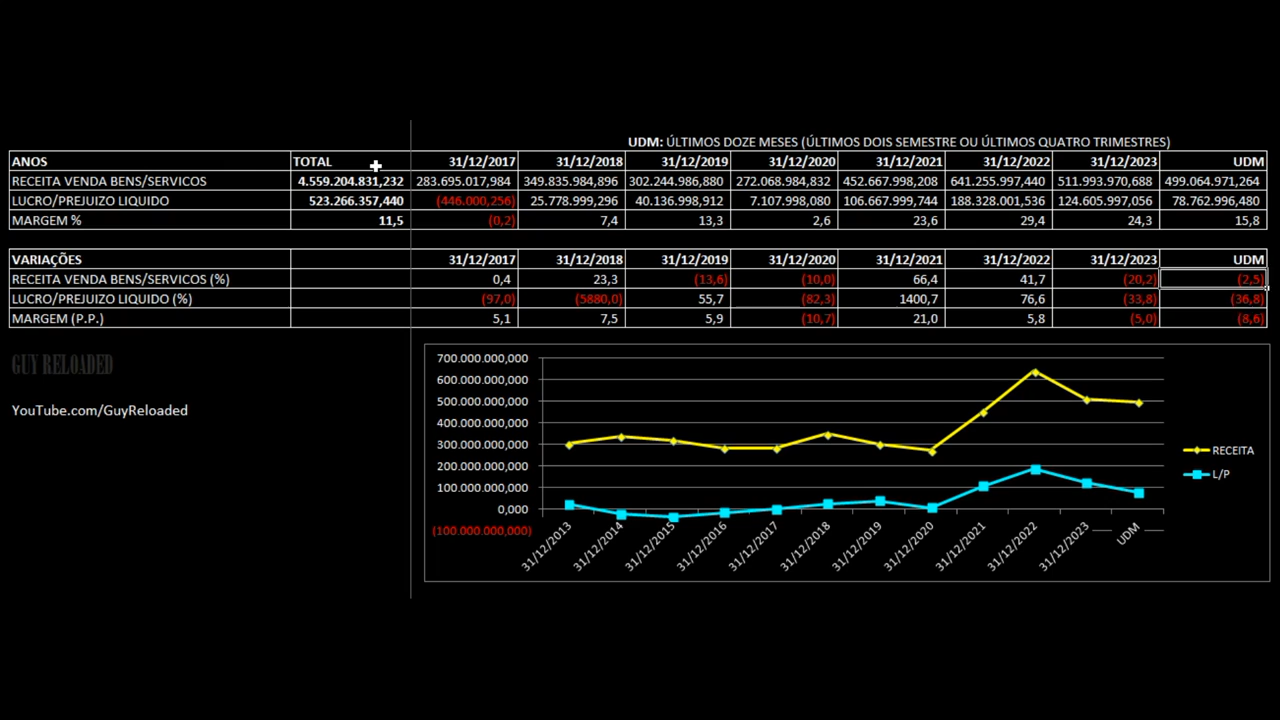 UDM: ÚLTIMOS DOZE MESES (ÚLTIMOS DOIS SEMESTRE OU ÚLTIMOS QUATRO TRIMESTRES)
ANOS TOTAL 31/12/2017 31/12/2018 31/12/2019 31/12/2020 31/12/2021 31/12/2022 31/12/2023 UDM
RECEITA VENDA BENS/SERVICOS 4.559.204.831,232 283.695.017,984 349.835.984,896 302.244.986,880 272.068.984,832 452.667.998,208 641.255.997,440 511.993.970,688 499.064.971,264
LUCRO/PREJUIZO LIQUIDO 523.266.357,440 (446.000,256) 25.778.999,296 40.136.998,912 7.107.998,080 106.667.999,744 188.328.001,536 124.605.997,056 78.762.996,480
MARGEM % 11,5 (0,2) 7,4 13,3 2,6 23,6 29,4 24,3 15,8
VARIAÇÕES 31/12/2017 31/12/2018 31/12/2019 31/12/2020 31/12/2021 31/12/2022 31/12/2023 UDM
RECEITA VENDA BENS/SERVICOS (%) 0,4 23,3 (13,6) (10,0) 66,4 41,7 (20,2) (2,5)
LUCRO/PREJUIZO LIQUIDO (%) (97,0) (5880,0) 55,7 (82,3) 1400,7 76,6 (33,8) (36,8)
MARGEM (P.P.) 5,1 7,5 5,9 (10,7) 21,0 5,8 (5,0) (8,6)
GUY RELOADED
YouTube.com/GuyReloaded
700.000.000,000
600.000.000,000
500.000.000,000
400.000.000,000
300.000.000,000
200.000.000,000
100.000.000,000
0,000
(100.000.000,000)
31/12/2013 31/12/2014 31/12/2015 31/12/2016 31/12/2017 31/12/2018 31/12/2019 31/12/2020 31/12/2021 31/12/2022 31/12/2023 UDM
RECEITA
L/P